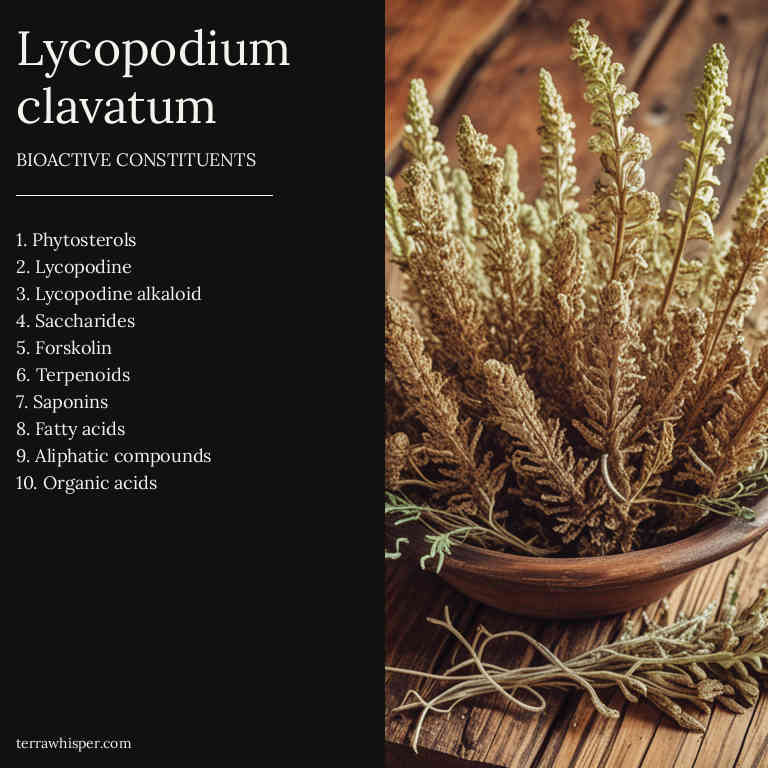 Lycopodium
clavatum
BIOACTIVE CONSTITUENTS
1. Phytosterols
2. Lycopodine
3. Lycopodine alkaloid
4. Saccharides
5. Forskolin
6. Terpenoids
7. Saponins
8. Fatty acids
9. Aliphatic compounds
10. Organic acids
terrawhisper.com